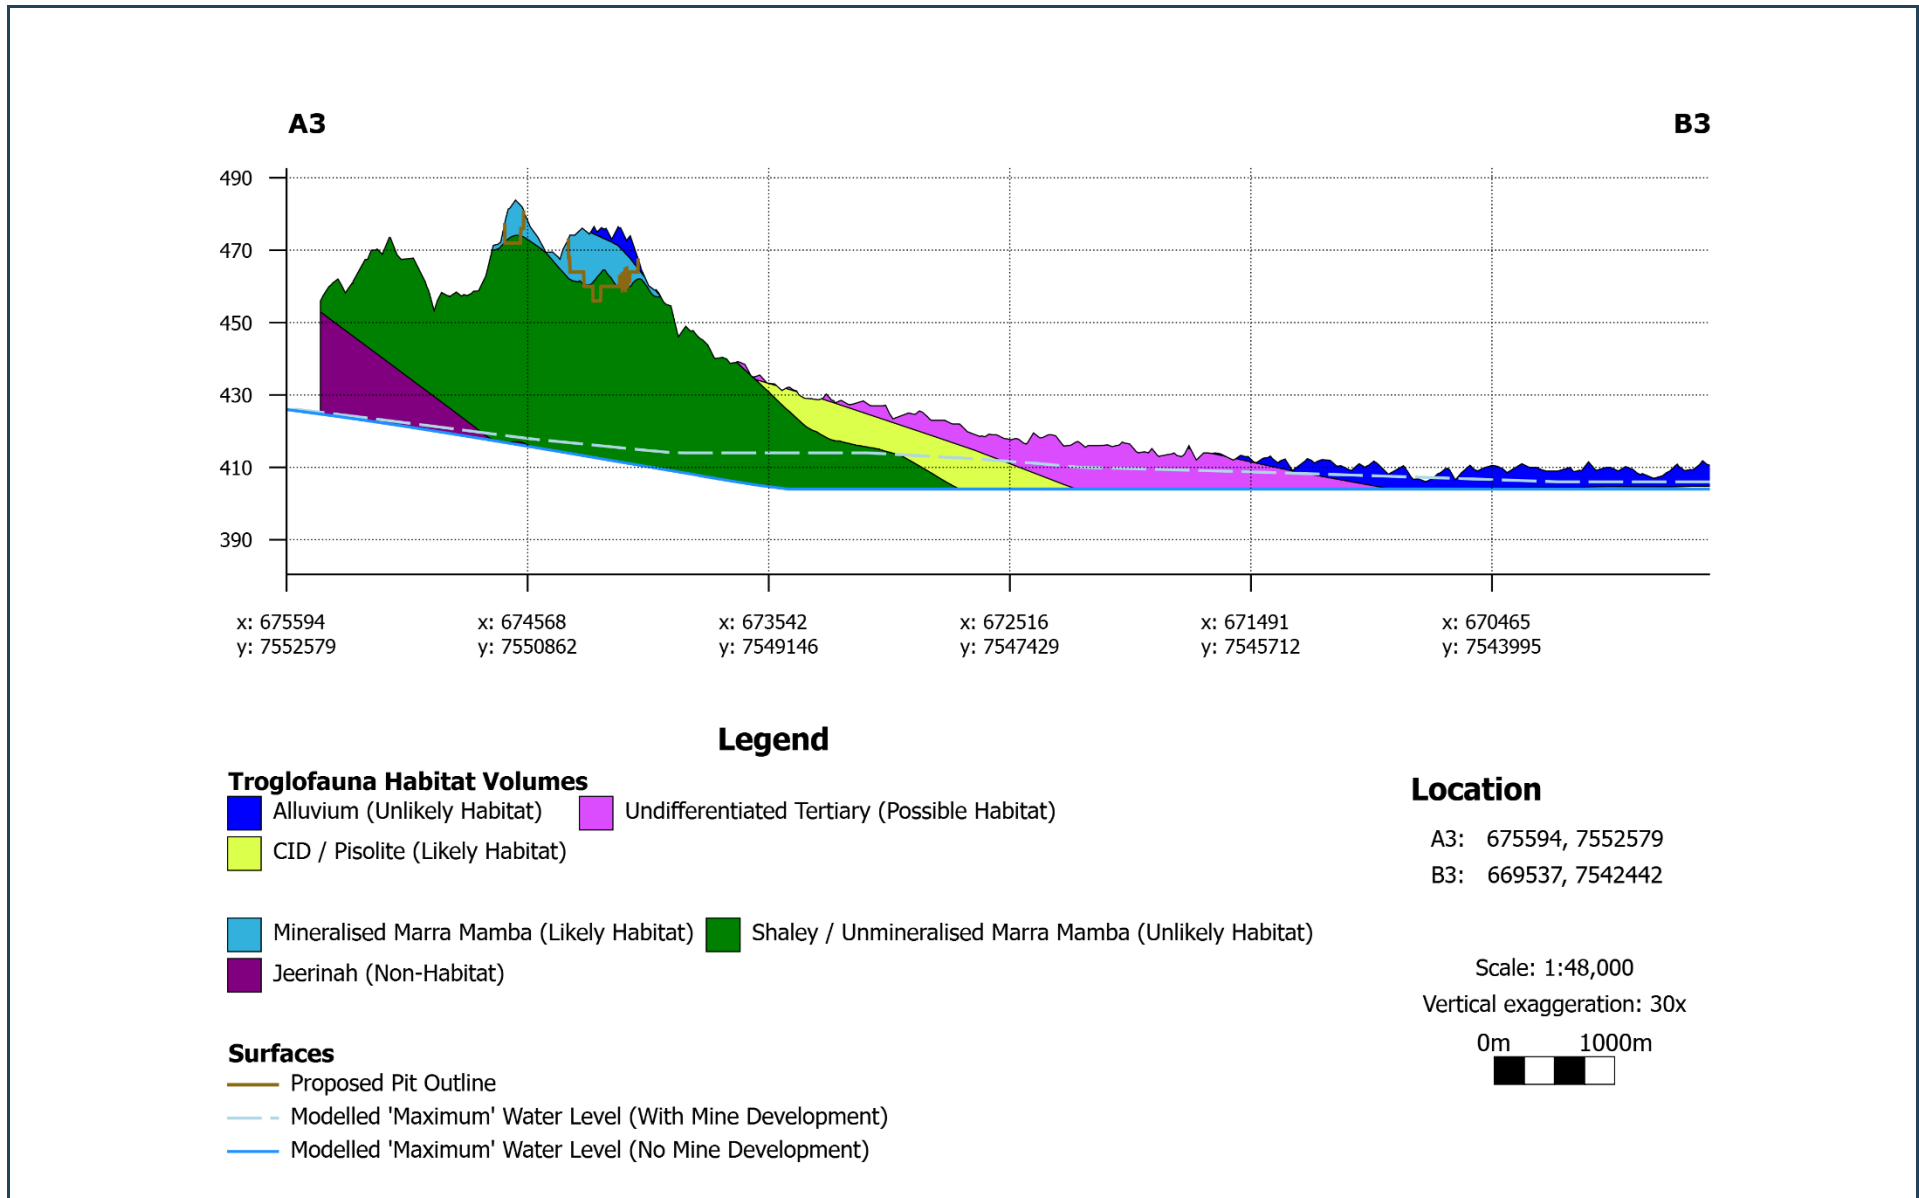 A3 B3
490
470
450
430
410
390
x: 675594 x: 674568 x: 673542 x: 672516 x: 671491 x: 670465
y: 7552579 y: 7550862 y: 7549146 y: 7547429 y: 7545712 y: 7543995
Legend
Troglofauna Habitat Volumes
Alluvium (Unlikely Habitat) Undifferentiated Tertiary (Possible Habitat)
CID / Pisolite (Likely Habitat)
Mineralised Marra Mamba (Likely Habitat) Shaley / Unmineralised Marra Mamba (Unlikely Habitat)
Jeerinah (Non-Habitat)
Surfaces
Proposed Pit Outline
Modelled 'Maximum' Water Level (With Mine Development)
Modelled 'Maximum' Water Level (No Mine Development)
Location
A3: 675594, 7552579
B3: 669537, 7542442
Scale: 1:48,000
Vertical exaggeration: 30x
0m 1000m